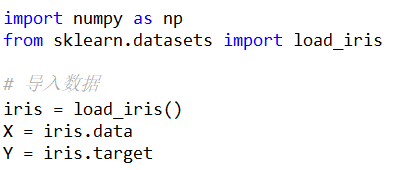 import numpy as np
from sklearn.datasets import load_iris
# 导入数据
iris = load_iris()
X = iris.data
Y = iris.target